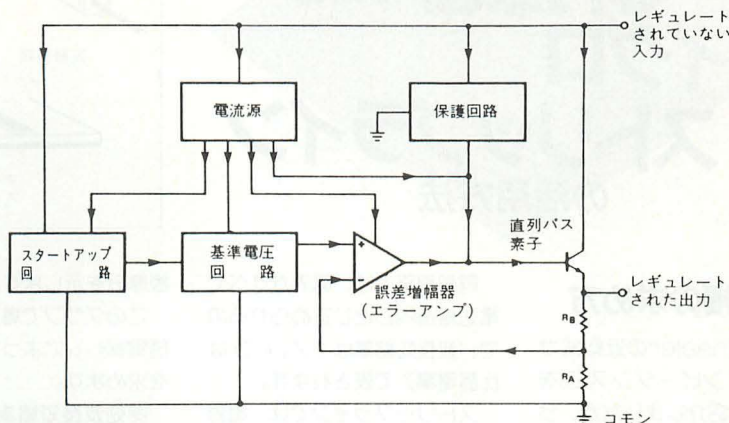 レギュレート
されていない
入力
電流源
保護回路
直列パス
素子
スタートアップ
回 路
基準電圧
回 路
+
−
誤差増幅器
(エラーアンプ)
レギュレート
された出力
RB
RA
コモン